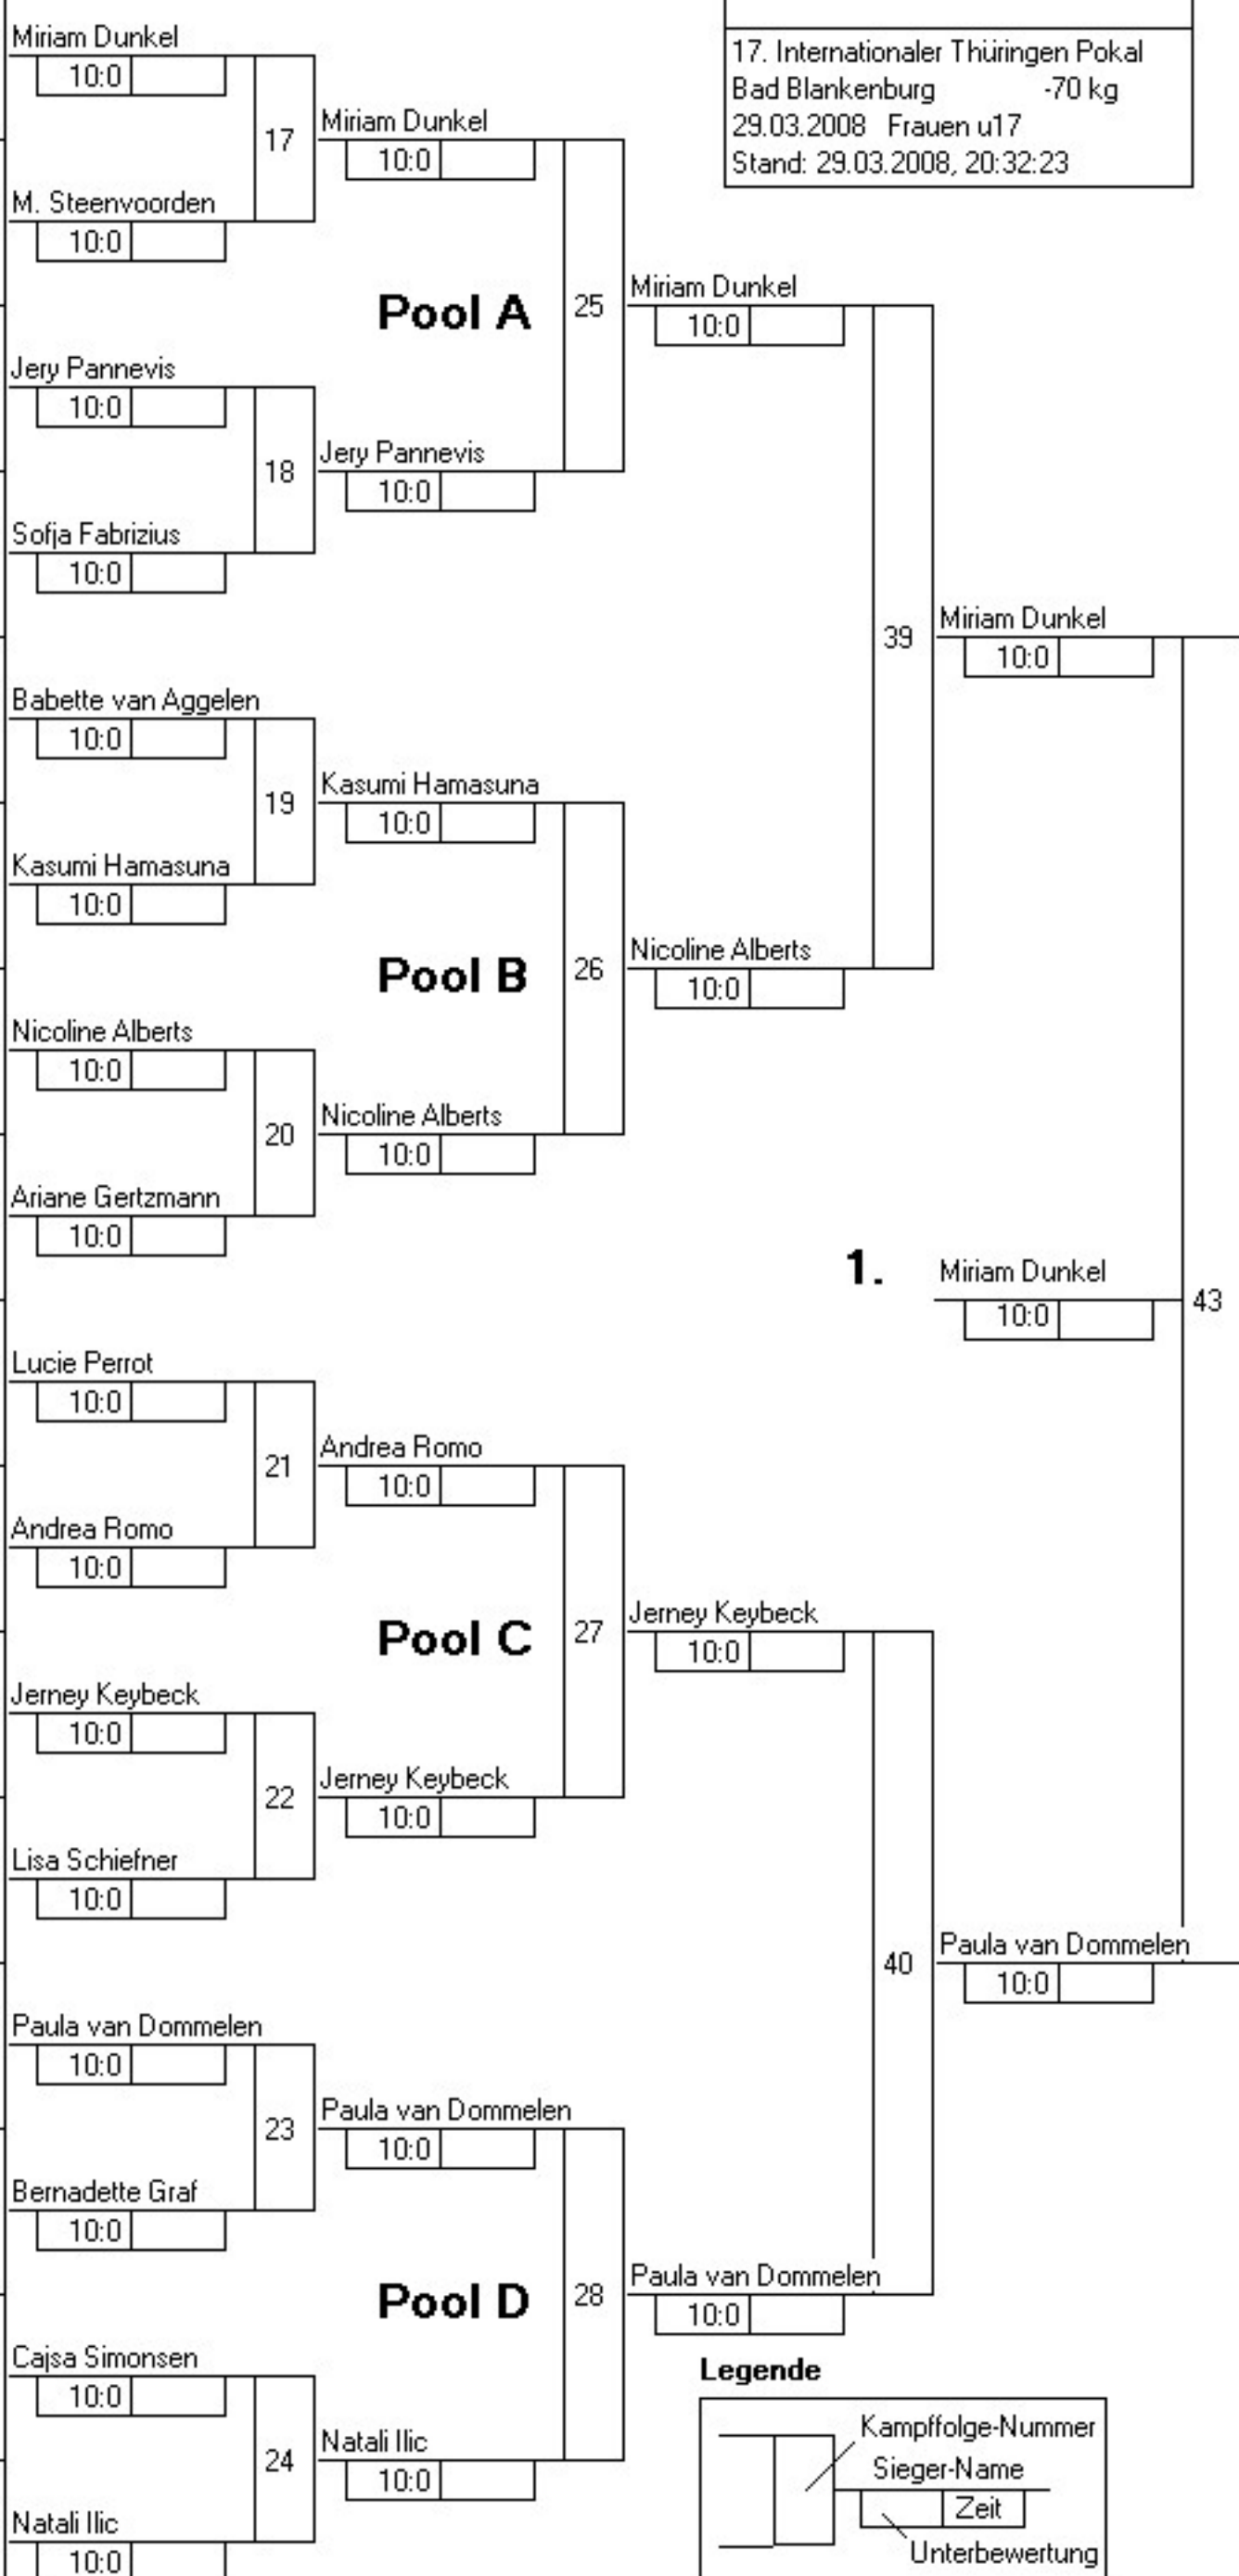 Miriam Dunkel
10:0
17. Internationaler Thüringen Pokal
Bad Blankenburg -70 kg
29.03.2008 Frauen u17
Stand: 29.03.2008, 20:32:23
17
Miriam Dunkel
10:0
M. Steenvoorden
10:0
Pool A
25
Miriam Dunkel
10:0
Jery Pannevis
10:0
18
Jery Pannevis
10:0
Sofja Fabrizius
10:0
39
Miriam Dunkel
10:0
Babette van Aggelen
10:0
19
Kasumi Hamasuna
10:0
Kasumi Hamasuna
10:0
Pool B
26
Nicoline Alberts
10:0
Nicoline Alberts
10:0
20
Nicoline Alberts
10:0
Ariane Gertzmann
10:0
1.
Miriam Dunkel
10:0
43
Lucie Perrot
10:0
21
Andrea Romo
10:0
Andrea Romo
10:0
Pool C
27
Jerney Keybeck
10:0
Jerney Keybeck
10:0
22
Jerney Keybeck
10:0
Lisa Schiefner
10:0
40
Paula van Dommelen
10:0
Paula van Dommelen
10:0
23
Paula van Dommelen
10:0
Bernadette Graf
10:0
Pool D
28
Paula van Dommelen
10:0
Cajsa Simonsen
10:0
24
Natali Ilic
10:0
Natali Ilic
10:0
Legende
Kampffolge-Nummer
Sieger-Name
Zeit
Unterbewertung